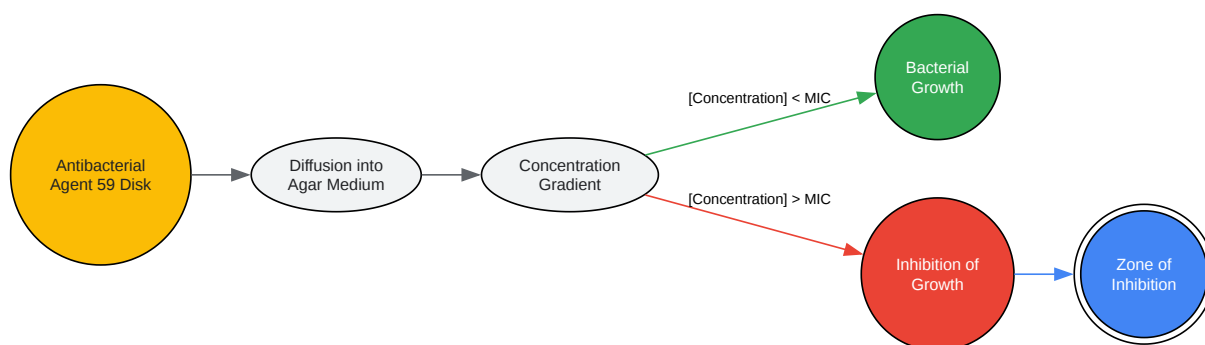 Antibacterial
Agent 59 Disk
Diffusion into
Agar Medium
Concentration
Gradient
[Concentration] < MIC
Bacterial
Growth
[Concentration] > MIC
Inhibition of
Growth
Zone of
Inhibition